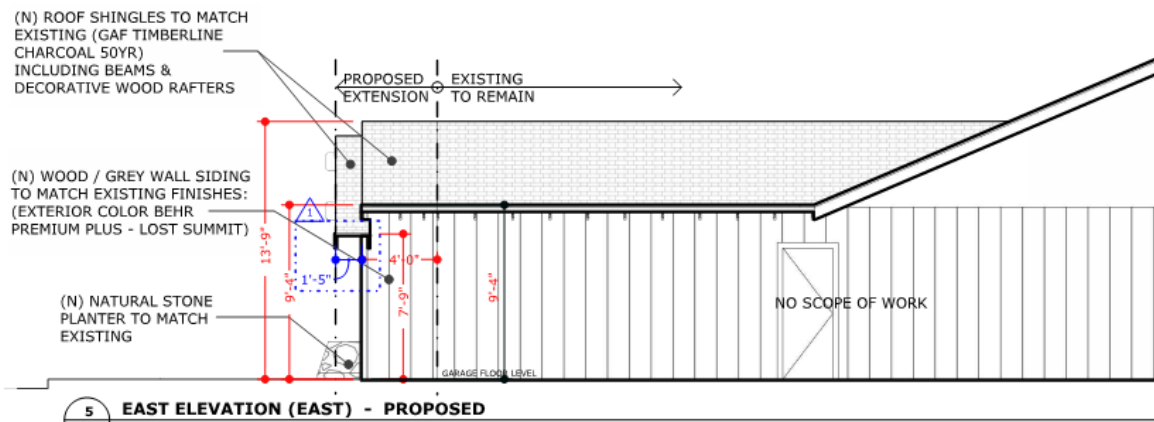 (N) ROOF SHINGLES TO MATCH
EXISTING (GAF TIMBERLINE
CHARCOAL 50YR)
INCLUDING BEAMS &
DECORATIVE WOOD RAFTERS
PROPOSED
EXTENSION
EXISTING
TO REMAIN
(N) WOOD / GREY WALL SIDING
TO MATCH EXISTING FINISHES:
(EXTERIOR COLOR BEHR
PREMIUM PLUS - LOST SUMMIT)
1
13'-9"
9'-4"
1'-5"
4'-0"
7'-9"
9'-4"
(N) NATURAL STONE
PLANTER TO MATCH
EXISTING
NO SCOPE OF WORK
GARAGE FLOOR LEVEL
5 EAST ELEVATION (EAST) - PROPOSED